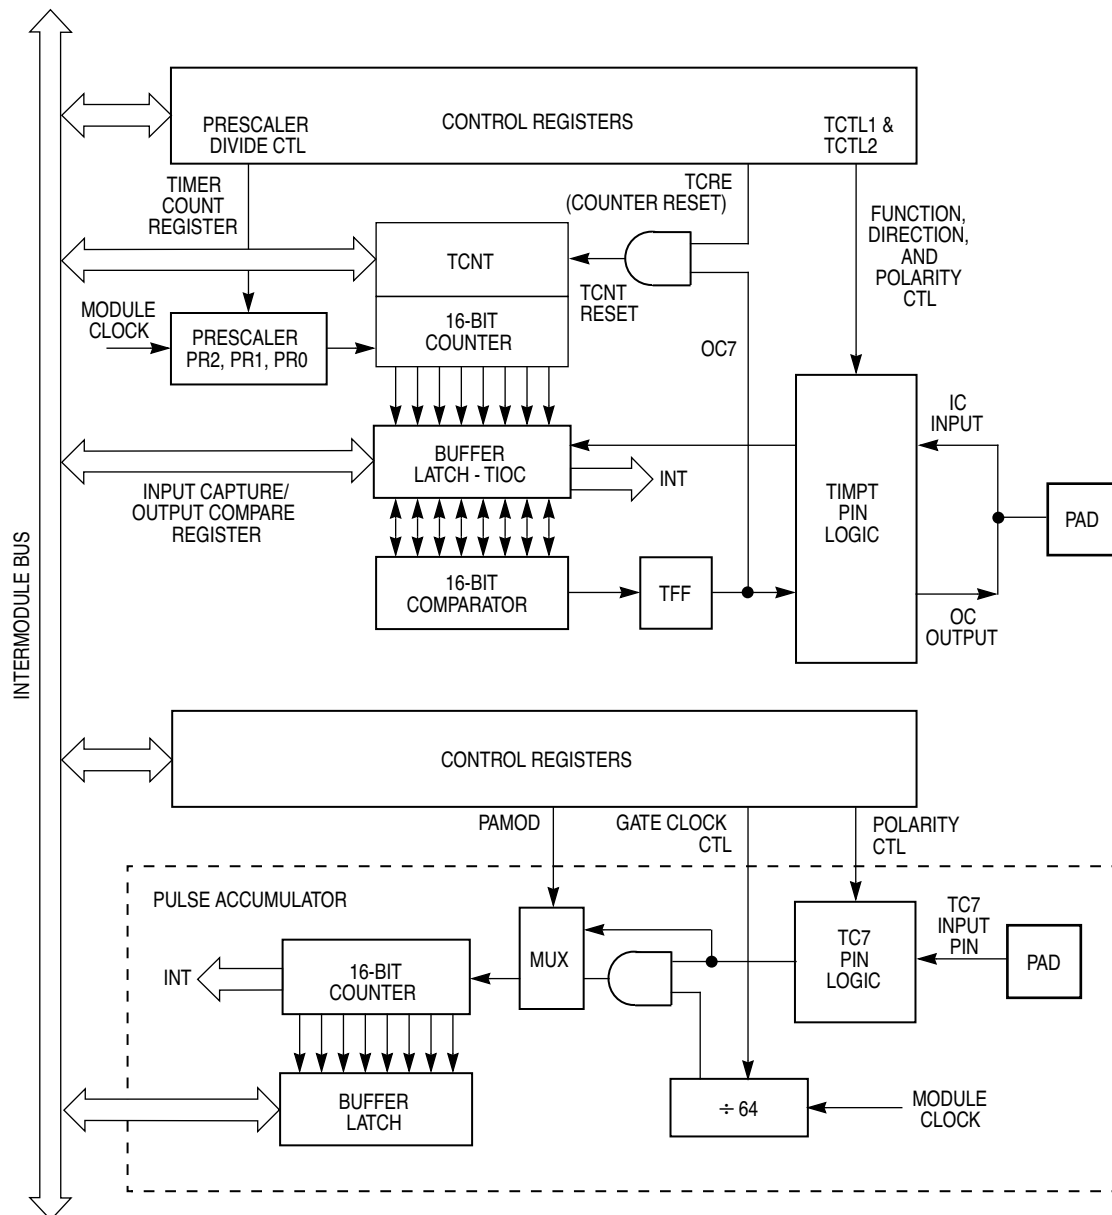 INTERMODULE BUS
PRESCALER
DIVIDE CTL
CONTROL REGISTERS
TCTL1 &
TCTL2
TIMER
COUNT
REGISTER
TCRE
(COUNTER RESET)
FUNCTION,
DIRECTION,
AND
POLARITY
CTL
TCNT
TCNT
RESET
MODULE
CLOCK
PRESCALER
PR2, PR1, PR0
16-BIT
COUNTER
OC7
IC
INPUT
BUFFER
LATCH - TIOC
INT
INPUT CAPTURE/
OUTPUT COMPARE
REGISTER
TIMPT
PIN
LOGIC
PAD
16-BIT
COMPARATOR
TFF
OC
OUTPUT
CONTROL REGISTERS
PAMOD
GATE CLOCK
CTL
POLARITY
CTL
PULSE ACCUMULATOR
INT
16-BIT
COUNTER
MUX
TC7
PIN
LOGIC
TC7
INPUT
PIN
PAD
BUFFER
LATCH
÷ 64
MODULE
CLOCK